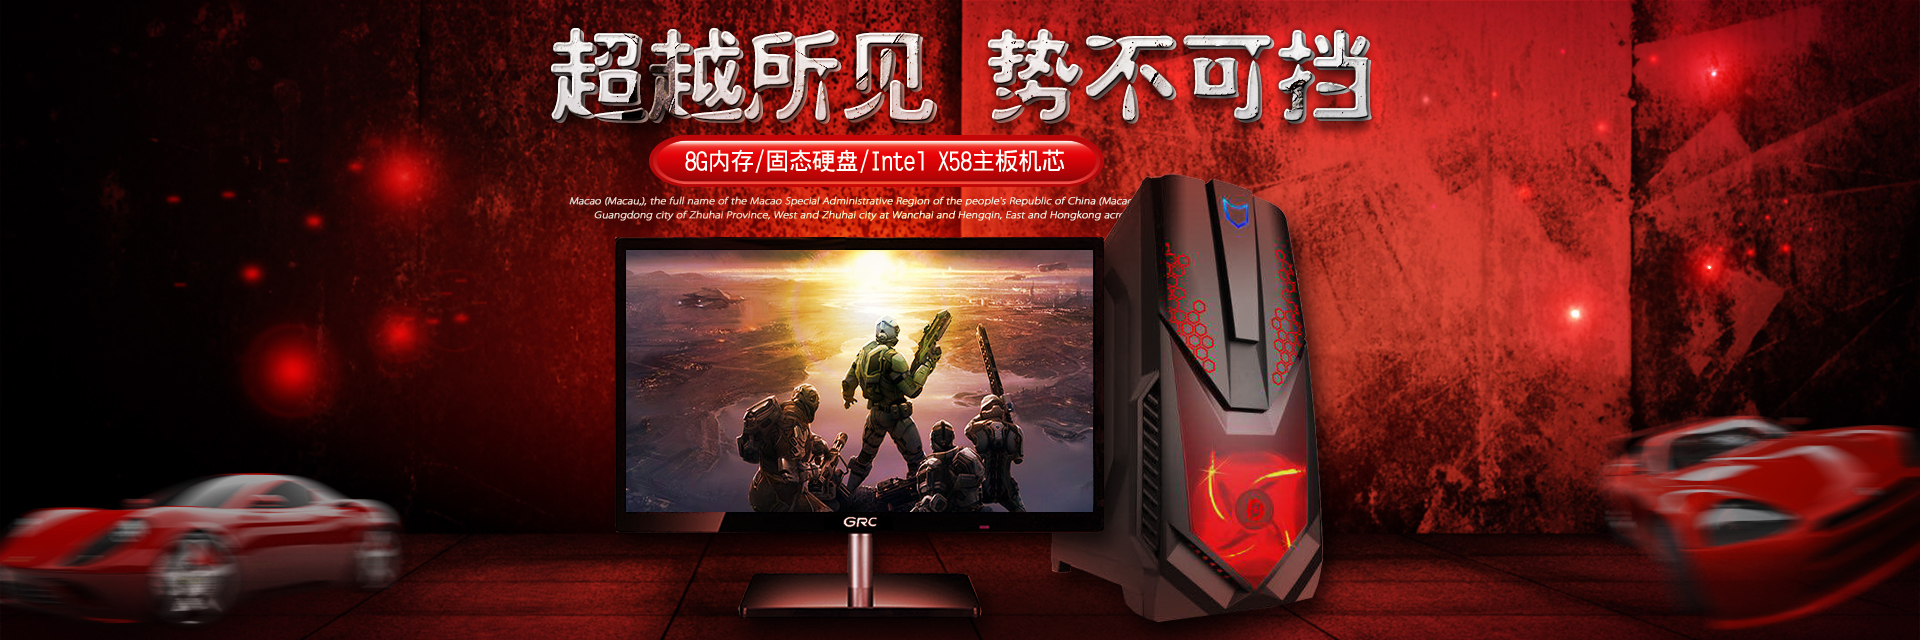 超越所见 势不可挡
8G内存/固态硬盘/Intel X58主板机芯
Macao (Macau,), the full name of the Macao Special Administrative Region of the people's Republic of China (Macao
Guangdong city of Zhuhai Province, West and Zhuhai city at Wanchai and Hengqin, East and Hongkong
GRC